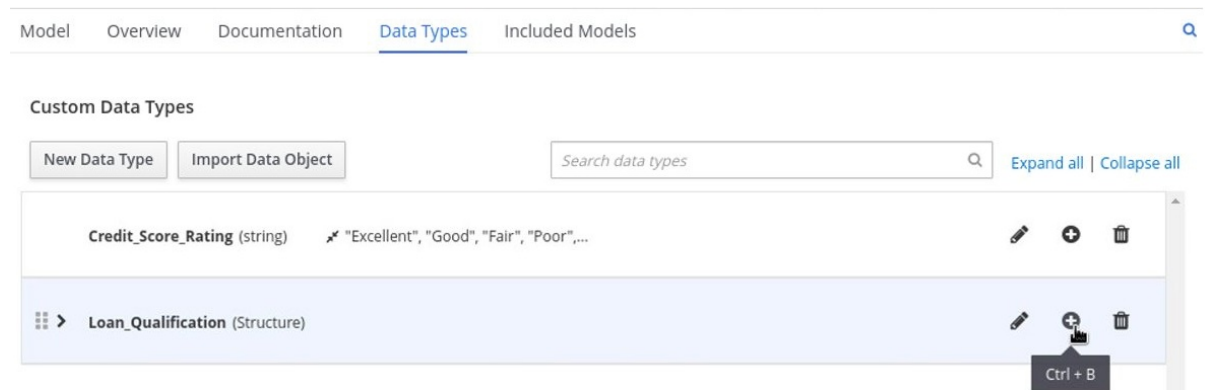 Model Overview Documentation Data Types Included Models
Custom Data Types
New Data Type Import Data Object Search data types Expand all | Collapse all
Credit_Score_Rating (string) "Excellent", "Good", "Fair", "Poor",...
Loan_Qualification (Structure)
Ctrl + B